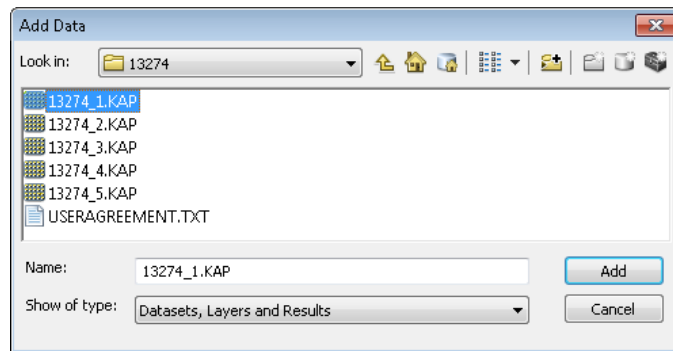 Add Data
Look in: 13274
13274_1.KAP
13274_2.KAP
13274_3.KAP
13274_4.KAP
13274_5.KAP
USERAGREEMENT.TXT
Name: 13274_1.KAP Add
Show of type: Datasets, Layers and Results Cancel